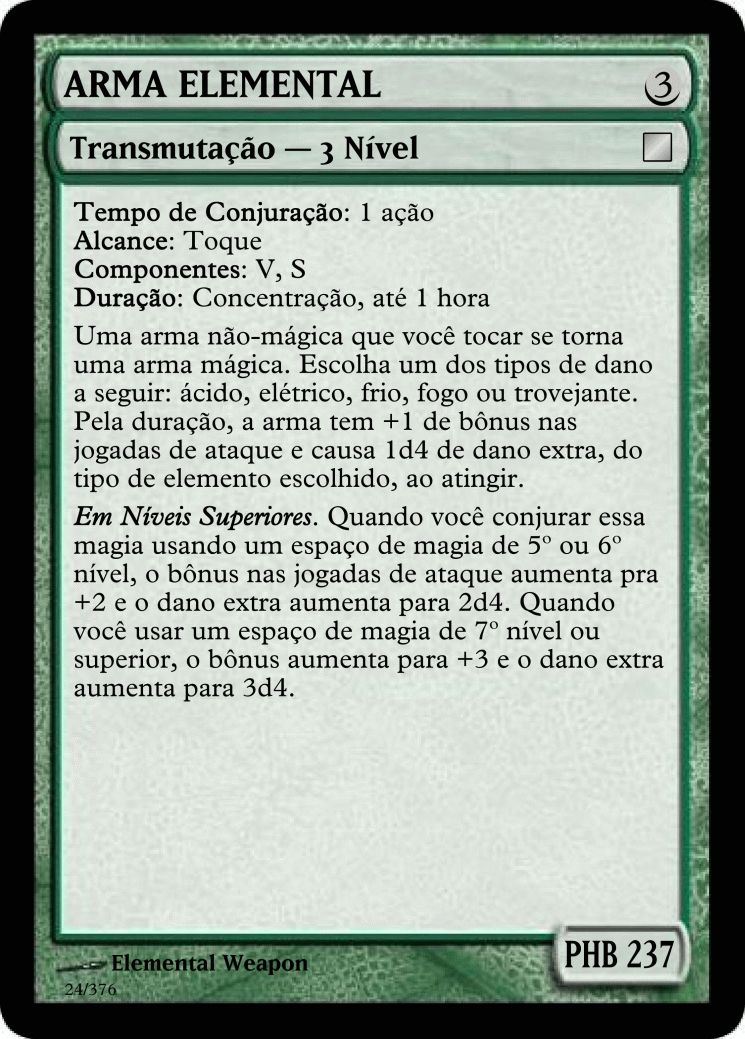 ARMA ELEMENTAL 3
Transmutação — 3 Nível
Tempo de Conjuração: 1 ação
Alcance: Toque
Componentes: V, S
Duração: Concentração, até 1 hora
Uma arma não-mágica que você tocar se torna
uma arma mágica. Escolha um dos tipos de dano
a seguir: ácido, elétrico, frio, fogo ou trovejante.
Pela duração, a arma tem +1 de bônus nas
jogadas de ataque e causa 1d4 de dano extra, do
tipo de elemento escolhido, ao atingir.
Em Níveis Superiores. Quando você conjurar essa
magia usando um espaço de magia de 5º ou 6º
nível, o bônus nas jogadas de ataque aumenta pra
+2 e o dano extra aumenta para 2d4. Quando
você usar um espaço de magia de 7º nível ou
superior, o bônus aumenta para +3 e o dano extra
aumenta para 3d4.
PHB 237
Elemental Weapon
24/376